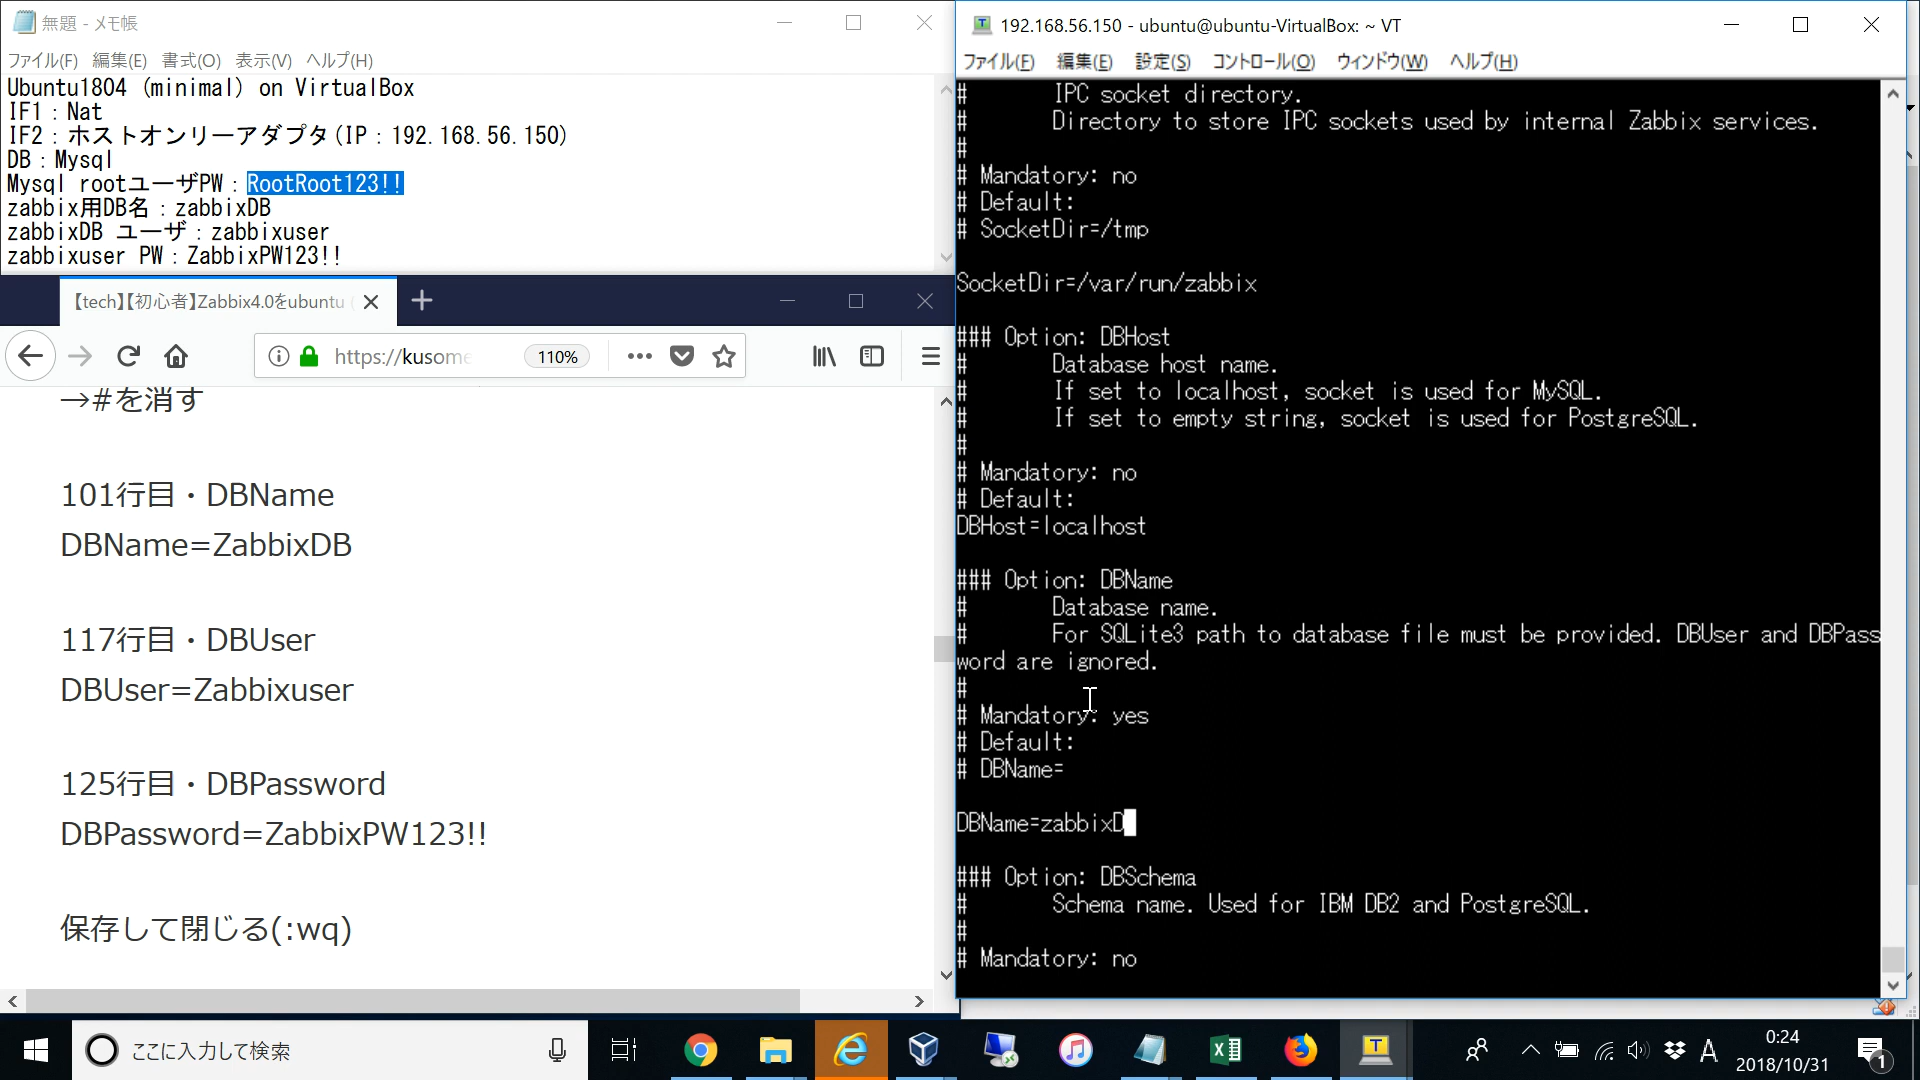 無題 - メモ帳
ファイル(F) 編集(E) 書式(O) 表示(V) ヘルプ(H)
Ubuntu1804 (minimal) on VirtualBox
IF1：Nat
IF2：ホストオンリーアダプタ(IP：192.168.56.150)
DB：Mysql
Mysql rootユーザPW：RootRoot123!!
zabbix用DB名：zabbixDB
zabbixDB ユーザ：zabbixuser
zabbixuser PW：ZabbixPW123!!
【tech】【初心者】Zabbix4.0をubuntu
https://kusome
110%
→#を消す
101行目・DBName
DBName=ZabbixDB
117行目・DBUser
DBUser=Zabbixuser
125行目・DBPassword
DBPassword=ZabbixPW123!!
保存して閉じる(:wq)
192.168.56.150 - ubuntu@ubuntu-VirtualBox: ~ VT
ファイル(F) 編集(E) 設定(S) コントロール(O) ウィンドウ(W) ヘルプ(H)
# IPC socket directory.
# Directory to store IPC sockets used by internal Zabbix services.
#
# Mandatory: no
# Default:
# SocketDir=/tmp
SocketDir=/var/run/zabbix
### Option: DBHost
# Database host name.
# If set to localhost, socket is used for MySQL.
# If set to empty string, socket is used for PostgreSQL.
#
# Mandatory: no
# Default:
DBHost=localhost
### Option: DBName
# Database name.
# For SQLite3 path to database file must be provided. DBUser and DBPass
word are ignored.
#
# Mandatory: yes
# Default:
# DBName=
DBName=zabbixD
### Option: DBSchema
# Schema name. Used for IBM DB2 and PostgreSQL.
#
# Mandatory: no
ここに入力して検索
A
0:24
2018/10/31
1